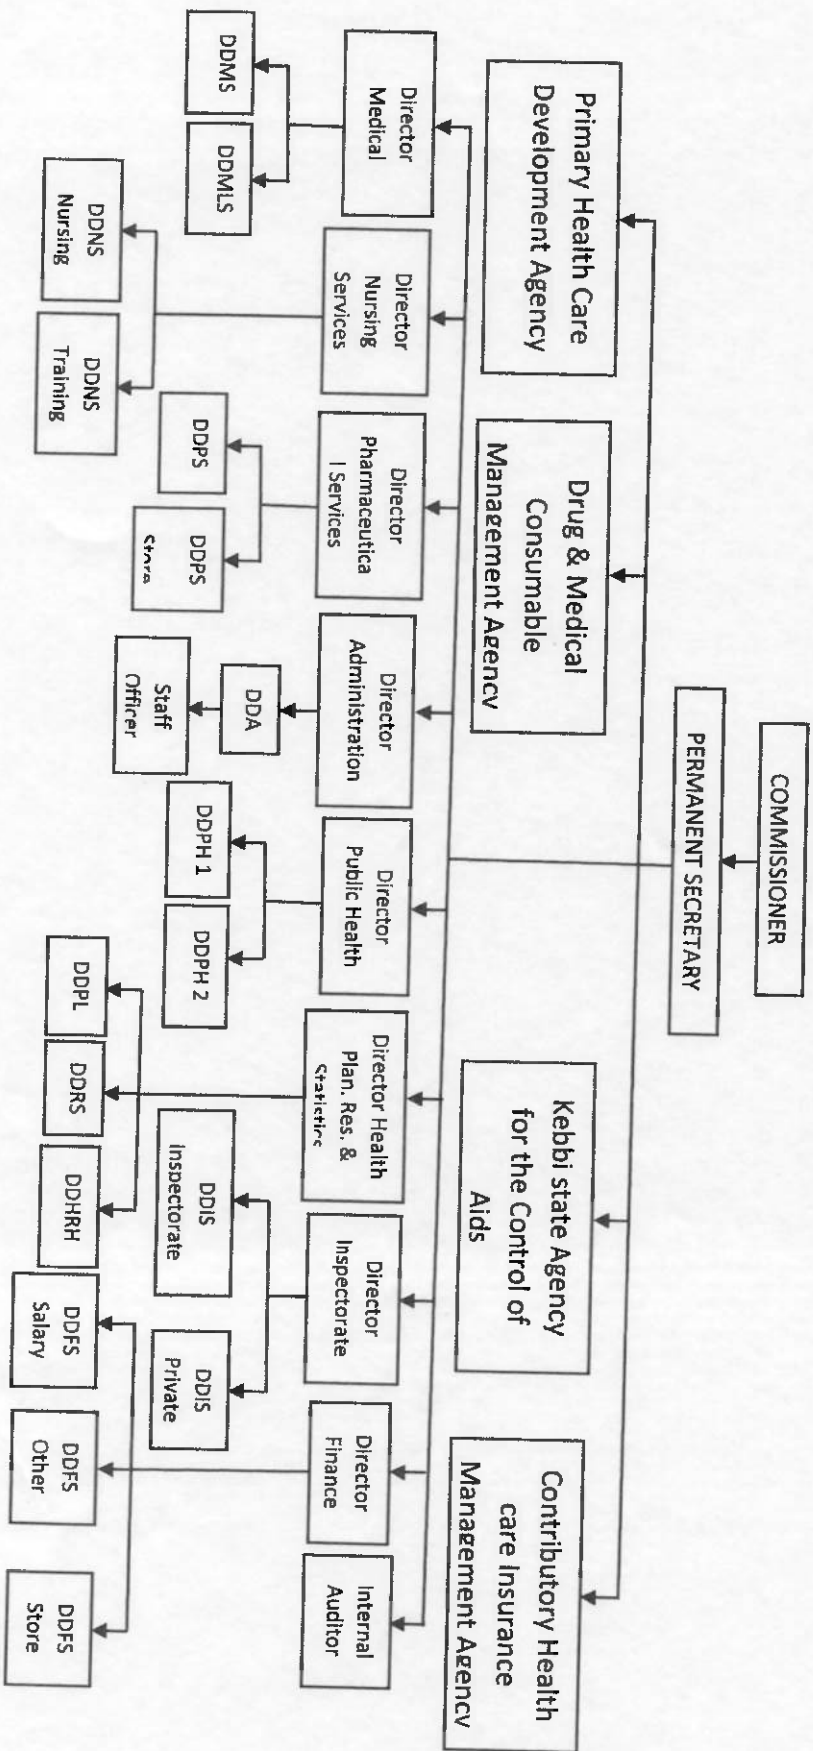 COMMISSIONER
PERMANENT SECRETARY
Primary Health Care
Development Agency
Drug & Medical
Consumable
Management Agency
Kebbi state Agency
for the Control of
Aids
Contributory Health
care Insurance
Management Agency
Director
Medical
Director
Nursing
Services
Director
Pharmaceutica
l Services
Director
Administration
Director
Public Health
Director Health
Plan. Res. &
Statistics
Director
Inspectorate
Director
Finance
Internal
Auditor
DDMS
DDMLS
DDNS
Nursing
DDNS
Training
DDPS
DDPS
Store
DDA
Staff
Officer
DDPH 1
DDPH 2
DDPL
DDRS
DDHRH
DDIS
Inspectorate
DDIS
Private
DDFS
Salary
DDFS
Other
DDFS
Store